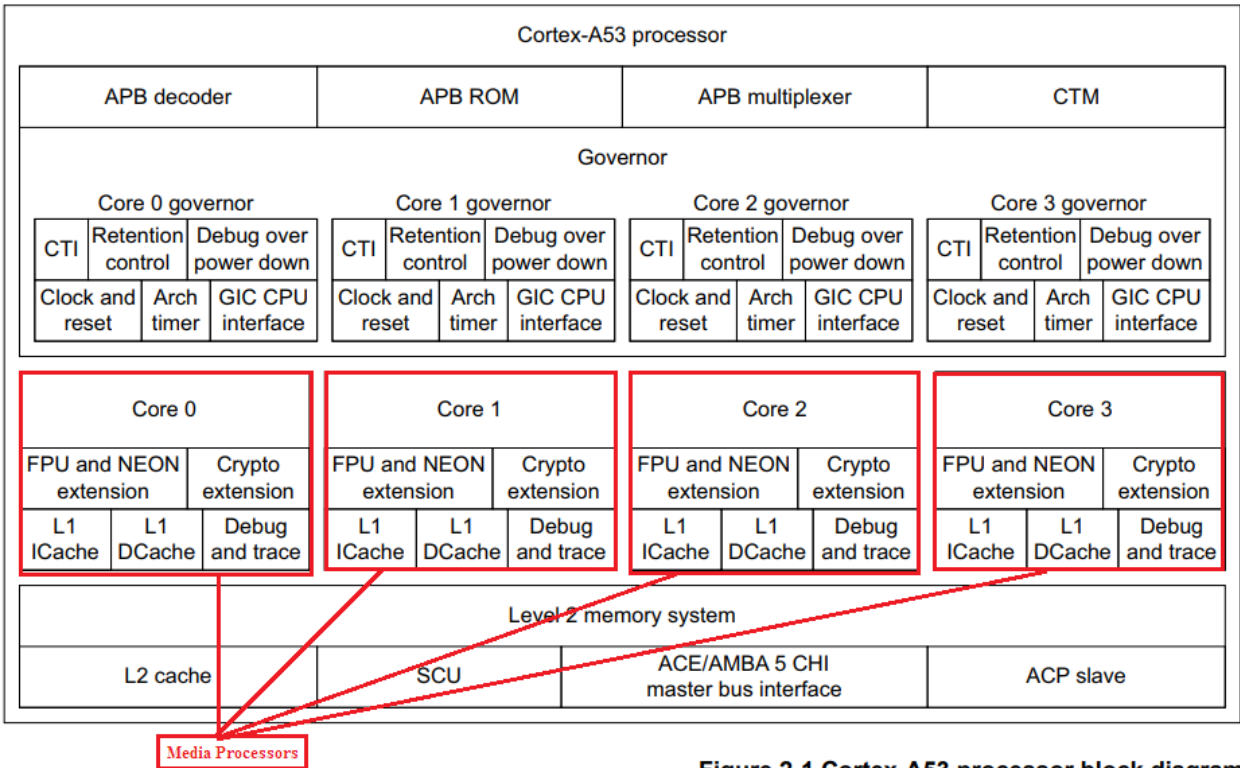 Cortex-A53 processor
APB decoder
APB ROM
APB multiplexer
CTM
Governor
Core 0 governor
CTI
Retention
control
Debug over
power down
Clock and
reset
Arch
timer
GIC CPU
interface
Core 1 governor
CTI
Retention
control
Debug over
power down
Clock and
reset
Arch
timer
GIC CPU
interface
Core 2 governor
CTI
Retention
control
Debug over
power down
Clock and
reset
Arch
timer
GIC CPU
interface
Core 3 governor
CTI
Retention
control
Debug over
power down
Clock and
reset
Arch
timer
GIC CPU
interface
Core 0
FPU and NEON
extension
Crypto
extension
L1
ICache
L1
DCache
Debug
and trace
Core 1
FPU and NEON
extension
Crypto
extension
L1
ICache
L1
DCache
Debug
and trace
Core 2
FPU and NEON
extension
Crypto
extension
L1
ICache
L1
DCache
Debug
and trace
Core 3
FPU and NEON
extension
Crypto
extension
L1
ICache
L1
DCache
Debug
and trace
Level 2 memory system
L2 cache
SCU
ACE/AMBA 5 CHI
master bus interface
ACP slave
Media Processors
Figure 2-1 Cortex-A53 processor block diagram